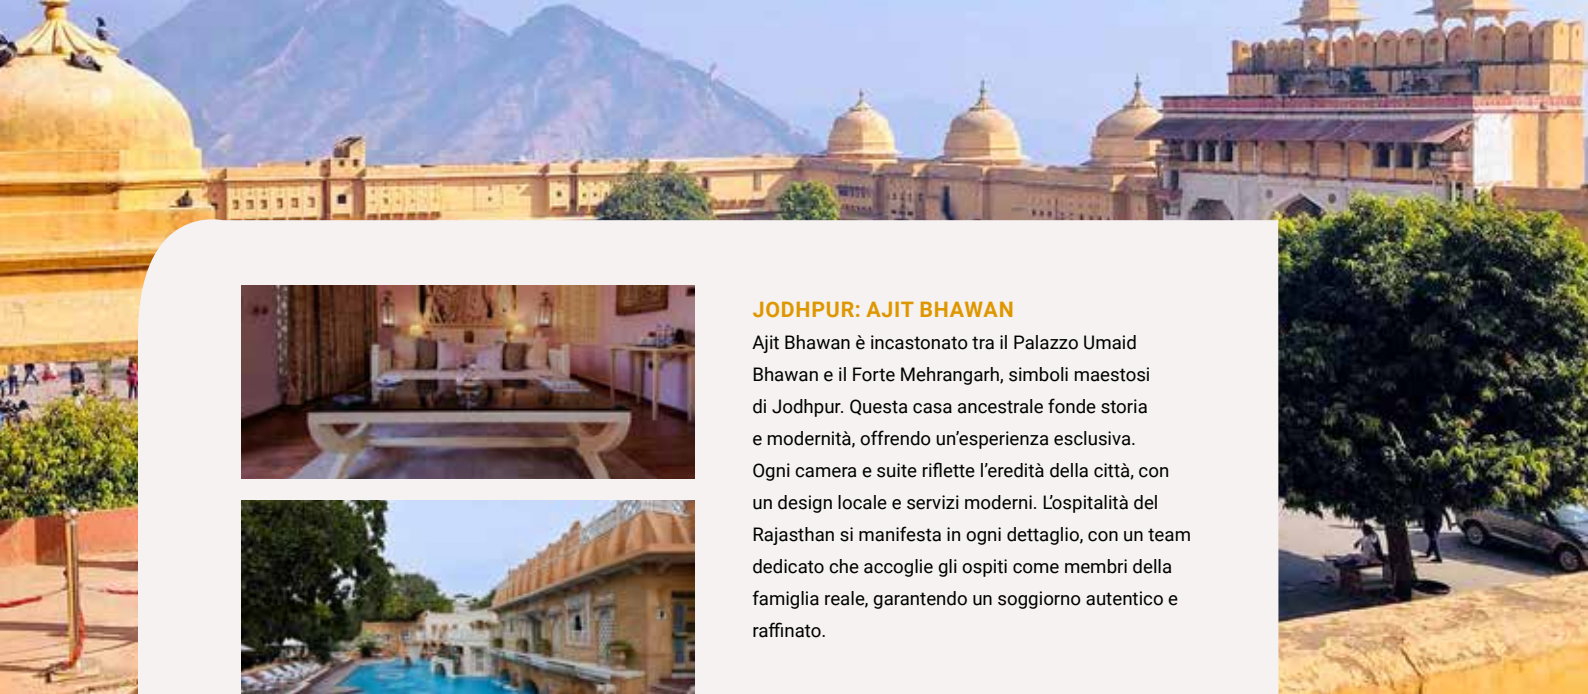 JODHPUR: AJIT BHAWAN
Ajit Bhawan è incastonato tra il Palazzo Umaid
Bhawan e il Forte Mehrangarh, simboli maestosi
di Jodhpur. Questa casa ancestrale fonde storia
e modernità, offrendo un’esperienza esclusiva.
Ogni camera e suite riflette l’eredità della città, con
un design locale e servizi moderni. L’ospitalità del
Rajasthan si manifesta in ogni dettaglio, con un team
dedicato che accoglie gli ospiti come membri della
famiglia reale, garantendo un soggiorno autentico e
raffinato.